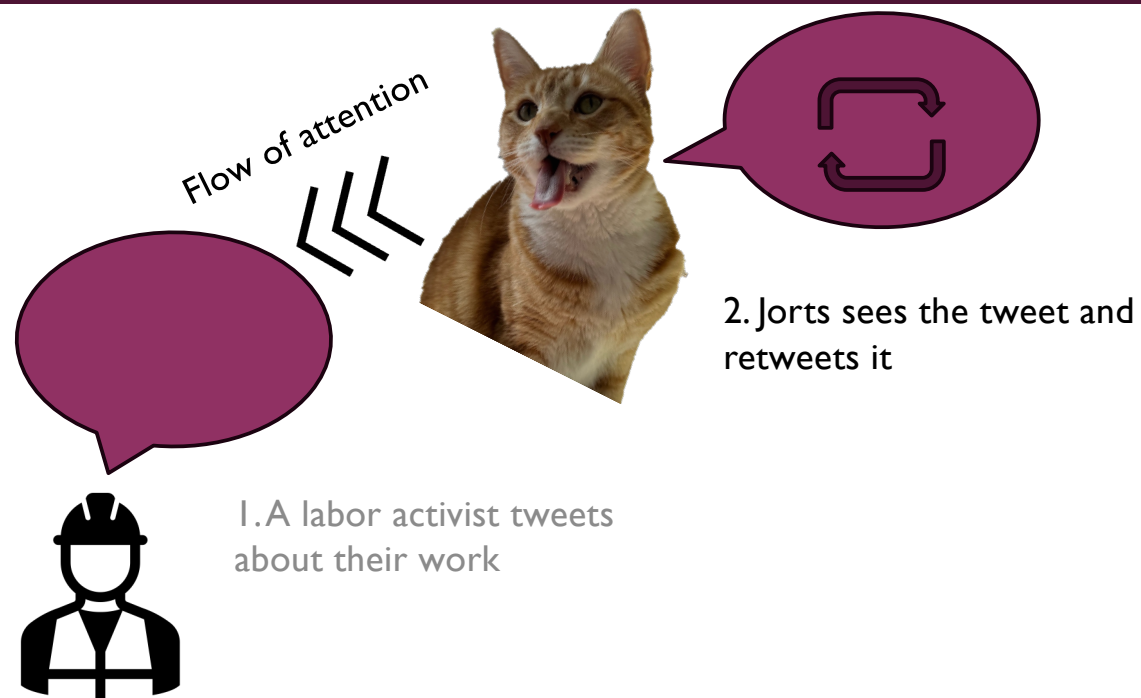 Flow of attention
2. Jorts sees the tweet and
retweets it
1. A labor activist tweets
about their work